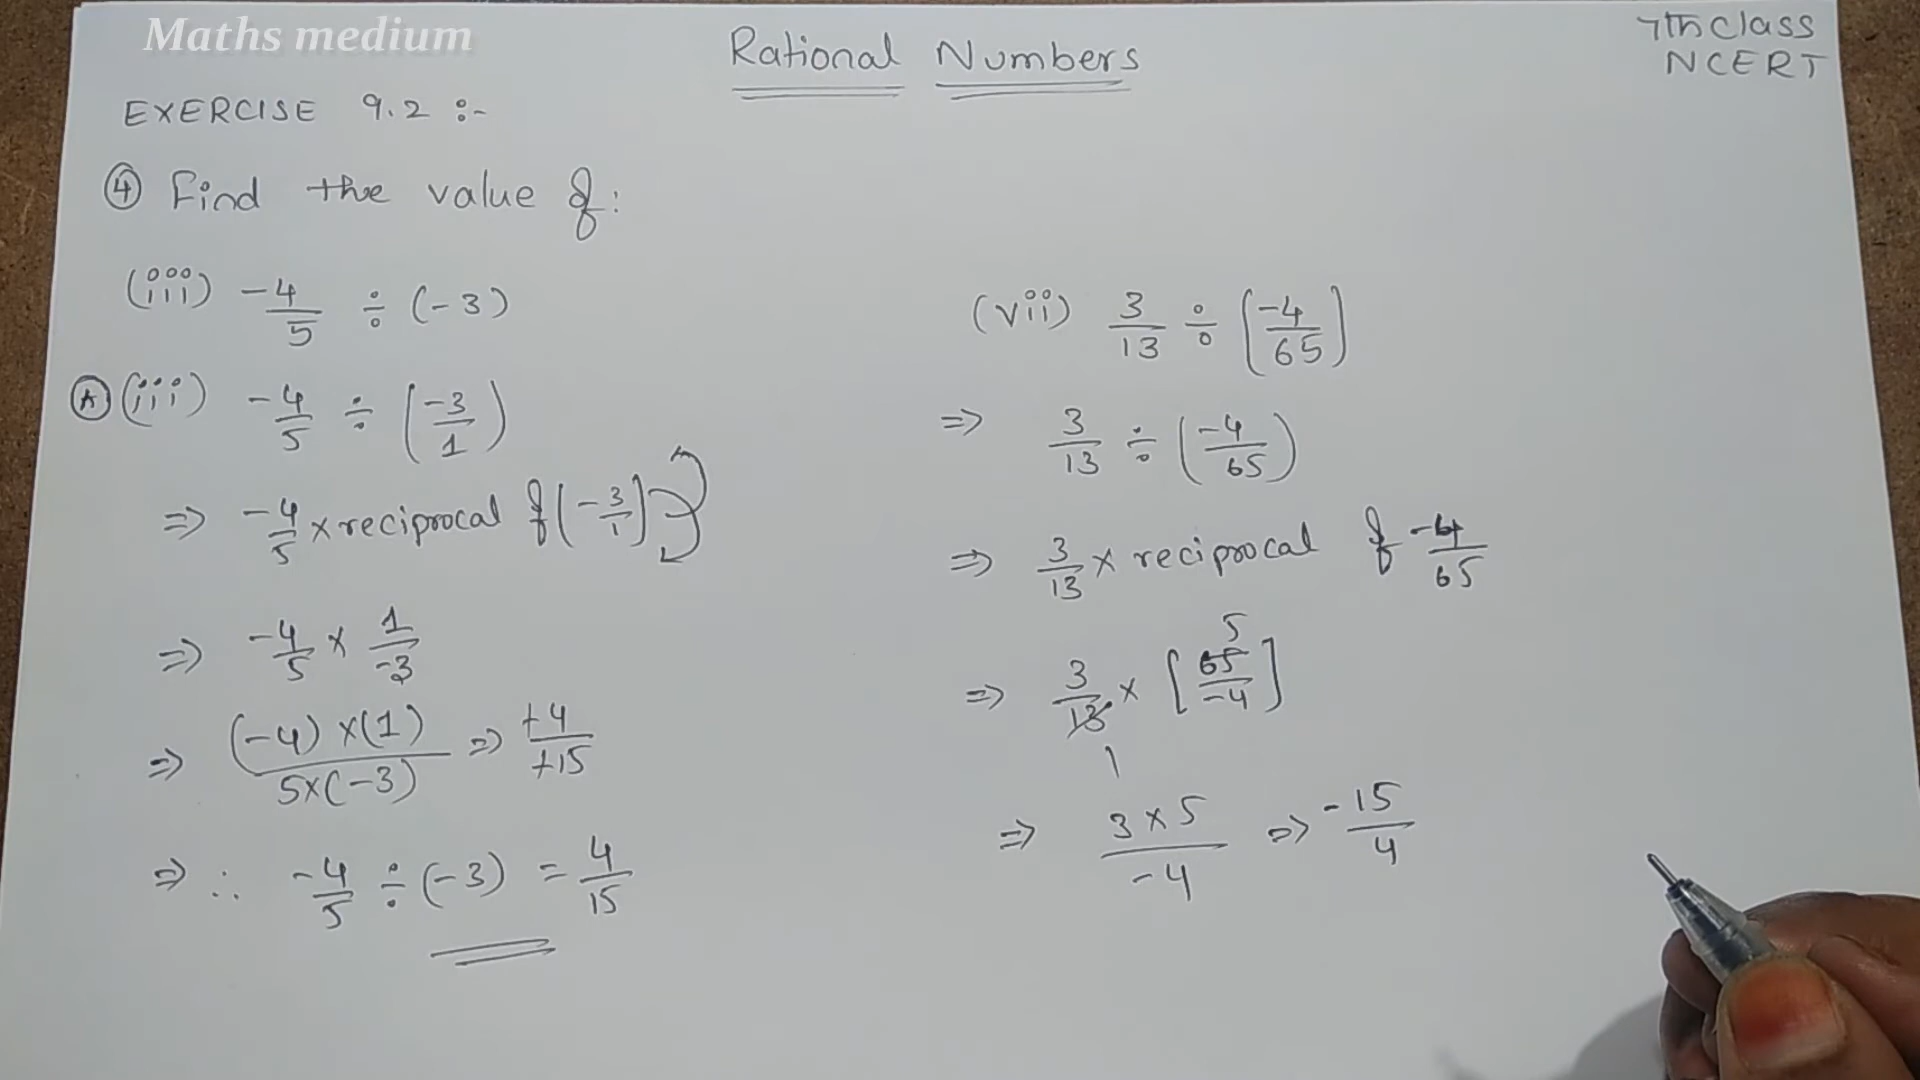 Maths medium
Rational Numbers
7th Class
NCERT
EXERCISE 9.2 :-
④ Find the value of:
(iii) -4/5 ÷ (-3)
Ⓐ (iii) -4/5 ÷ (-3/1)
⇒ -4/5 × reciprocal of (-3/1)
⇒ -4/5 × 1/-3
⇒ (-4) × (1) / 5×(-3) ⇒ +4/+15
⇒ ∴ -4/5 ÷ (-3) = 4/15
(vii) 3/13 ÷ (-4/65)
⇒ 3/13 ÷ (-4/65)
⇒ 3/13 × reciprocal of -4/65
5
⇒ 3/13 × [65/-4]
1
⇒ 3 × 5 / -4 ⇒ -15/4